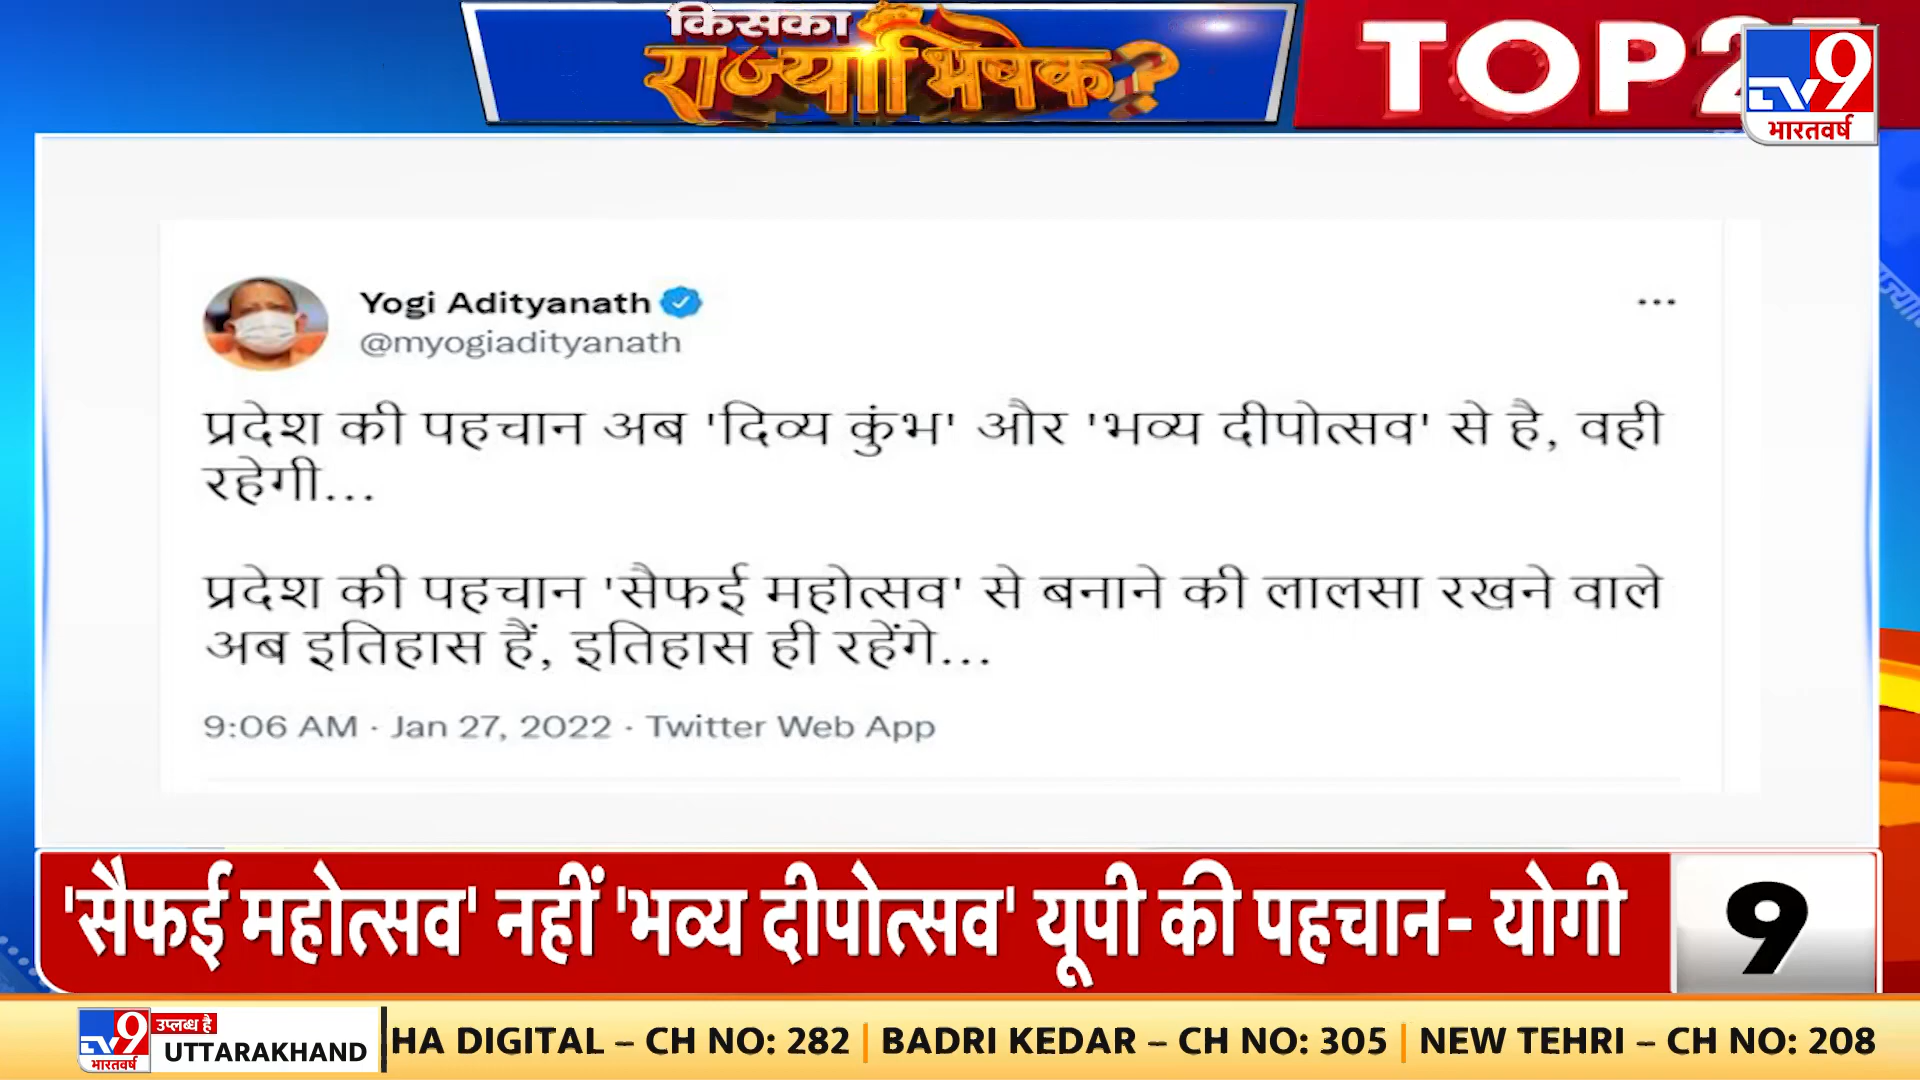 किसका
राज्याभिषेक?
TOP
TV9
भारतवर्ष
Yogi Adityanath
@myogiadityanath
प्रदेश की पहचान अब 'दिव्य कुंभ' और 'भव्य दीपोत्सव' से है, वही
रहेगी...
प्रदेश की पहचान 'सैफई महोत्सव' से बनाने की लालसा रखने वाले
अब इतिहास हैं, इतिहास ही रहेंगे...
9:06 AM · Jan 27, 2022 · Twitter Web App
'सैफई महोत्सव' नहीं 'भव्य दीपोत्सव' यूपी की पहचान- योगी
9
TV9
भारतवर्ष
उप्लब्ध है
UTTARAKHAND
HA DIGITAL – CH NO: 282 | BADRI KEDAR – CH NO: 305 | NEW TEHRI – CH NO: 208